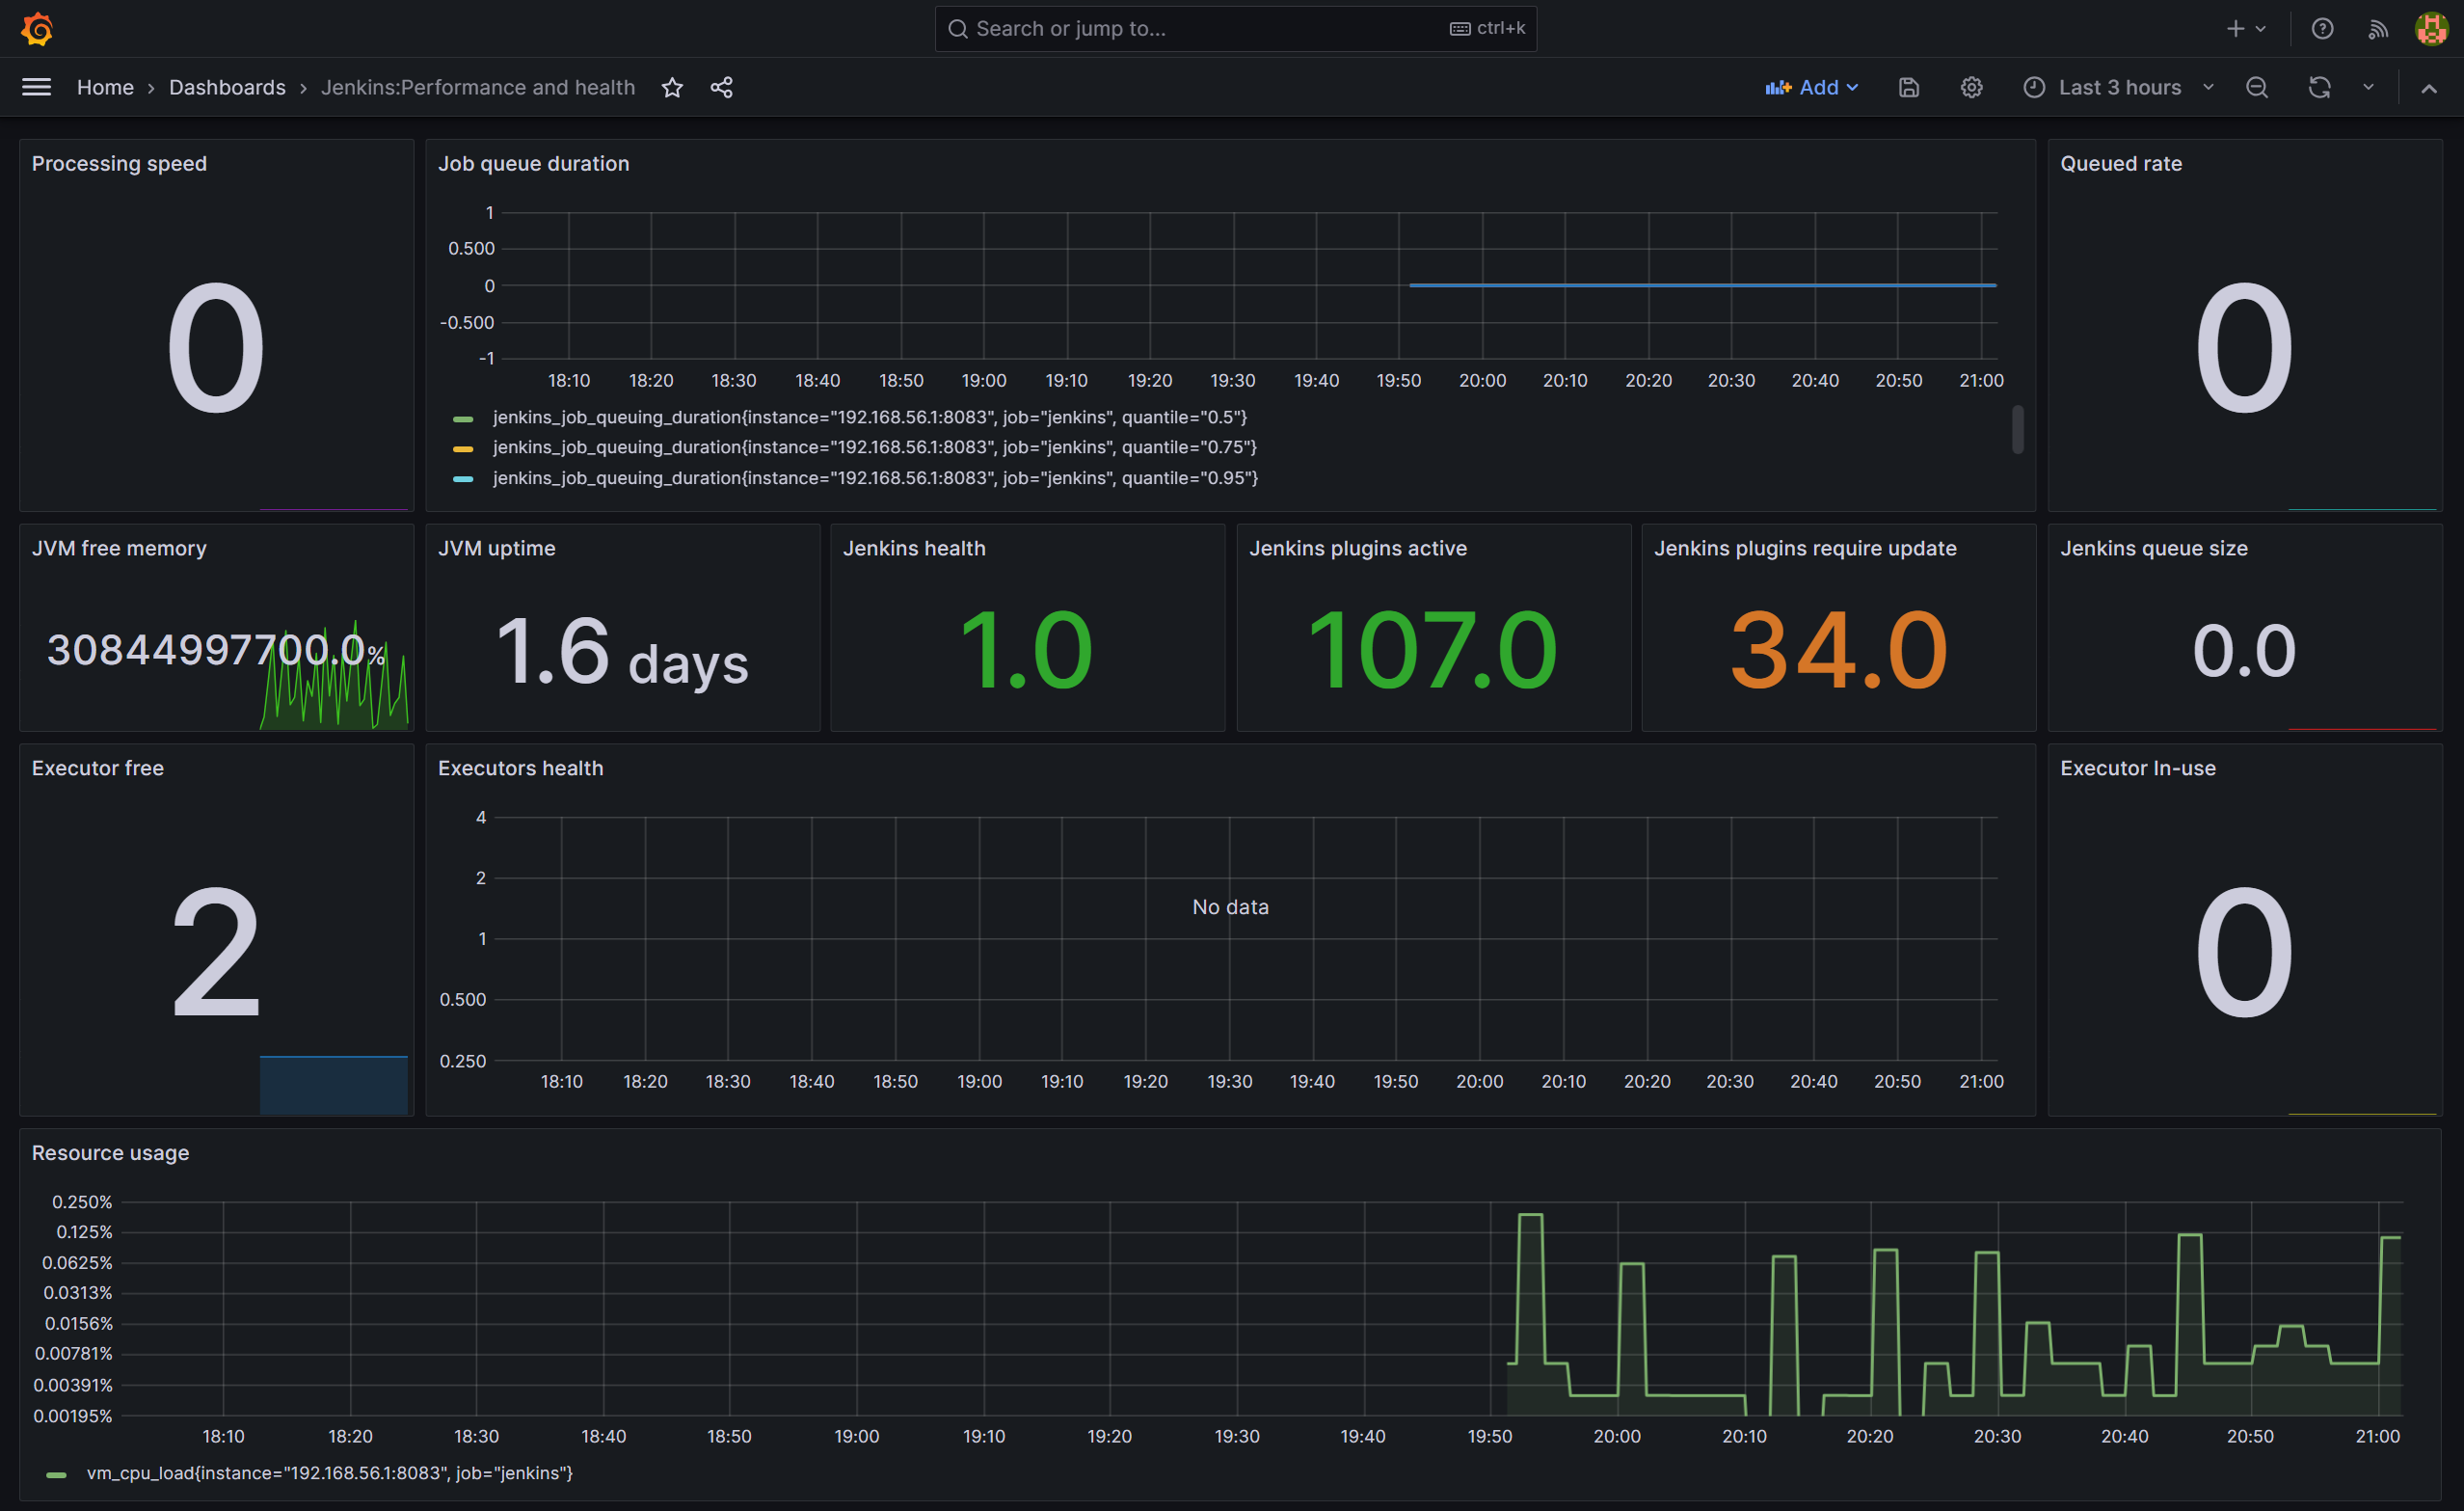 Search or jump to... ctrl+k
Home › Dashboards › Jenkins:Performance and health Add Last 3 hours
Processing speed
0
Job queue duration
1
0.500
0
-0.500
-1
18:10 18:20 18:30 18:40 18:50 19:00 19:10 19:20 19:30 19:40 19:50 20:00 20:10 20:20 20:30 20:40 20:50 21:00
jenkins_job_queuing_duration{instance="192.168.56.1:8083", job="jenkins", quantile="0.5"}
jenkins_job_queuing_duration{instance="192.168.56.1:8083", job="jenkins", quantile="0.75"}
jenkins_job_queuing_duration{instance="192.168.56.1:8083", job="jenkins", quantile="0.95"}
Queued rate
0
JVM free memory
30844997700.0%
JVM uptime
1.6 days
Jenkins health
1.0
Jenkins plugins active
107.0
Jenkins plugins require update
34.0
Jenkins queue size
0.0
Executor free
2
Executors health
4
2
No data
1
0.500
0.250
18:10 18:20 18:30 18:40 18:50 19:00 19:10 19:20 19:30 19:40 19:50 20:00 20:10 20:20 20:30 20:40 20:50 21:00
Executor In-use
0
Resource usage
0.250%
0.125%
0.0625%
0.0313%
0.0156%
0.00781%
0.00391%
0.00195%
18:10 18:20 18:30 18:40 18:50 19:00 19:10 19:20 19:30 19:40 19:50 20:00 20:10 20:20 20:30 20:40 20:50 21:00
vm_cpu_load{instance="192.168.56.1:8083", job="jenkins"}